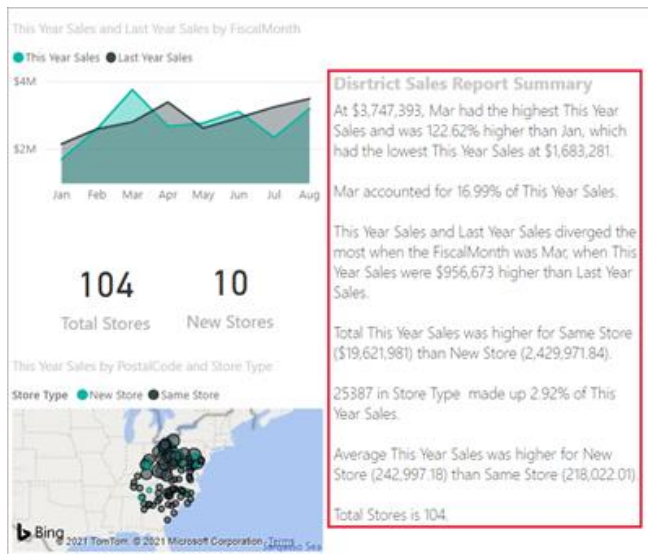 This Year Sales and Last Year Sales by FiscalMonth
This Year Sales Last Year Sales
$4M
$2M
Jan Feb Mar Apr May Jun Jul Aug
104
Total Stores
10
New Stores
This Year Sales by PostalCode and Store Type
Store Type New Store Same Store
Bing
© 2021 TomTom, © 2021 Microsoft Corporation, Terms
Sargasso Sea
Disrtrict Sales Report Summary
At $3,747,393, Mar had the highest This Year
Sales and was 122.62% higher than Jan, which
had the lowest This Year Sales at $1,683,281.
Mar accounted for 16.99% of This Year Sales.
This Year Sales and Last Year Sales diverged the
most when the FiscalMonth was Mar, when This
Year Sales were $956,673 higher than Last Year
Sales.
Total This Year Sales was higher for Same Store
($19,621,981) than New Store (2,429,971.84).
25387 in Store Type made up 2.92% of This
Year Sales.
Average This Year Sales was higher for New
Store (242,997.18) than Same Store (218,022.01).
Total Stores is 104.